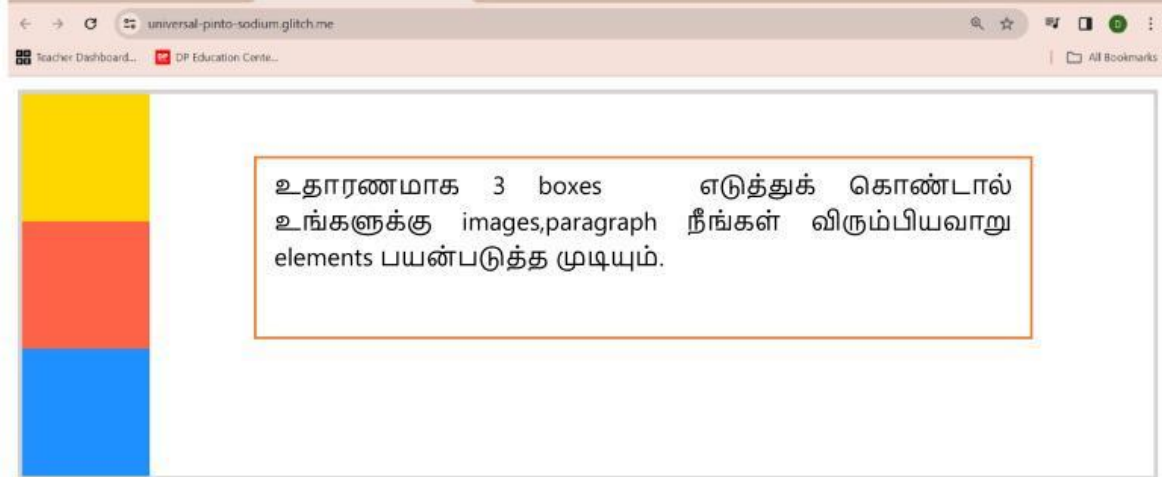 universal-pinto-sodium.glitch.me
D
Teacher Dashboard... DP DP Education Cente... All Bookmarks
உதாரணமாக 3 boxes எடுத்துக் கொண்டால்
உங்களுக்கு images,paragraph நீங்கள் விரும்பியவாறு
elements பயன்படுத்த முடியும்.